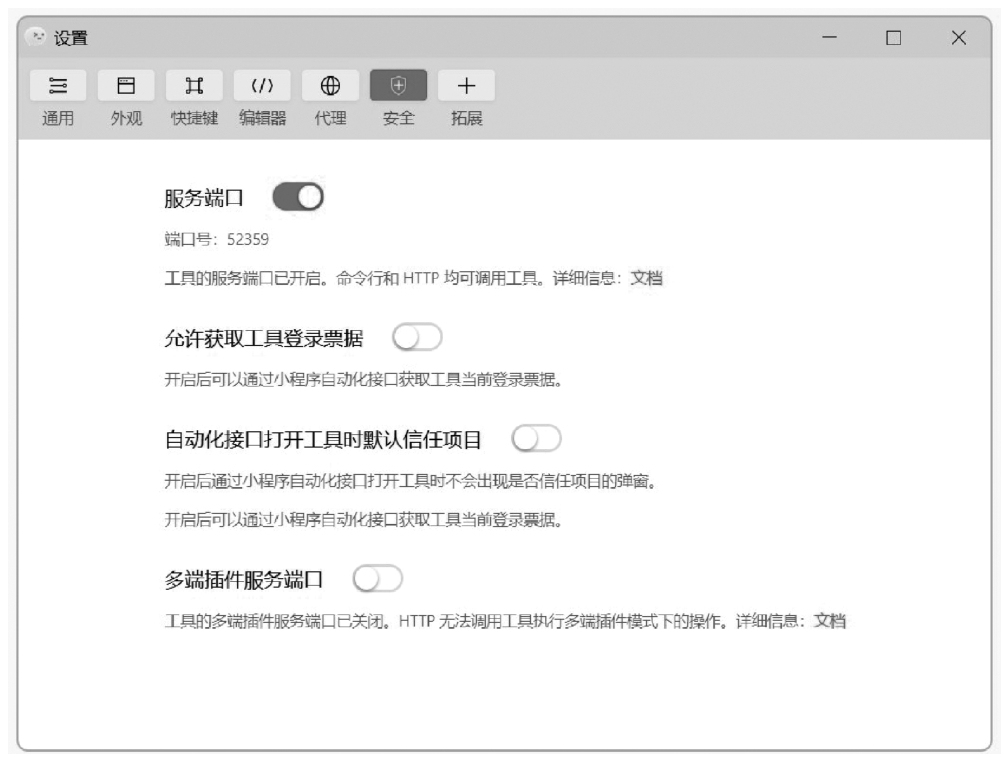 设置
通用 外观 快捷键 编辑器 代理 安全 拓展
服务端口
端口号：52359
工具的服务端口已开启。命令行和 HTTP 均可调用工具。详细信息：文档
允许获取工具登录票据
开启后可以通过小程序自动化接口获取工具当前登录票据。
自动化接口打开工具时默认信任项目
开启后通过小程序自动化接口打开工具时不会出现是否信任项目的弹窗。
开启后可以通过小程序自动化接口获取工具当前登录票据。
多端插件服务端口
工具的多端插件服务端口已关闭。HTTP 无法调用工具执行多端插件模式下的操作。详细信息：文档